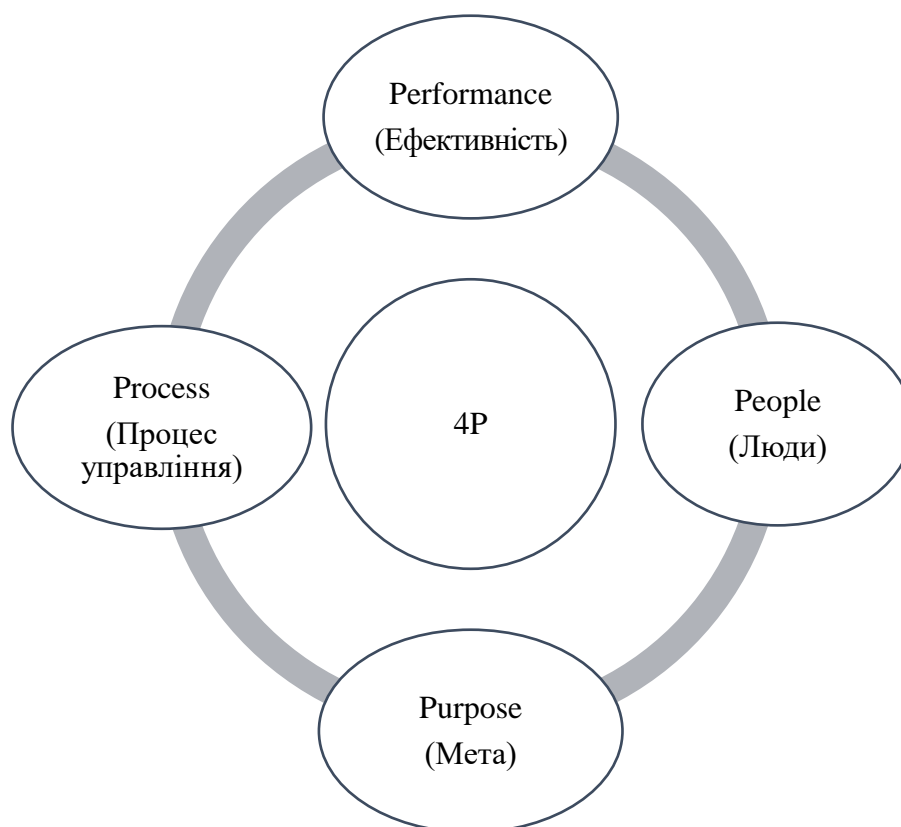 Performance
(Ефективність)
Process
(Процес
управління)
4P
People
(Люди)
Purpose
(Мета)